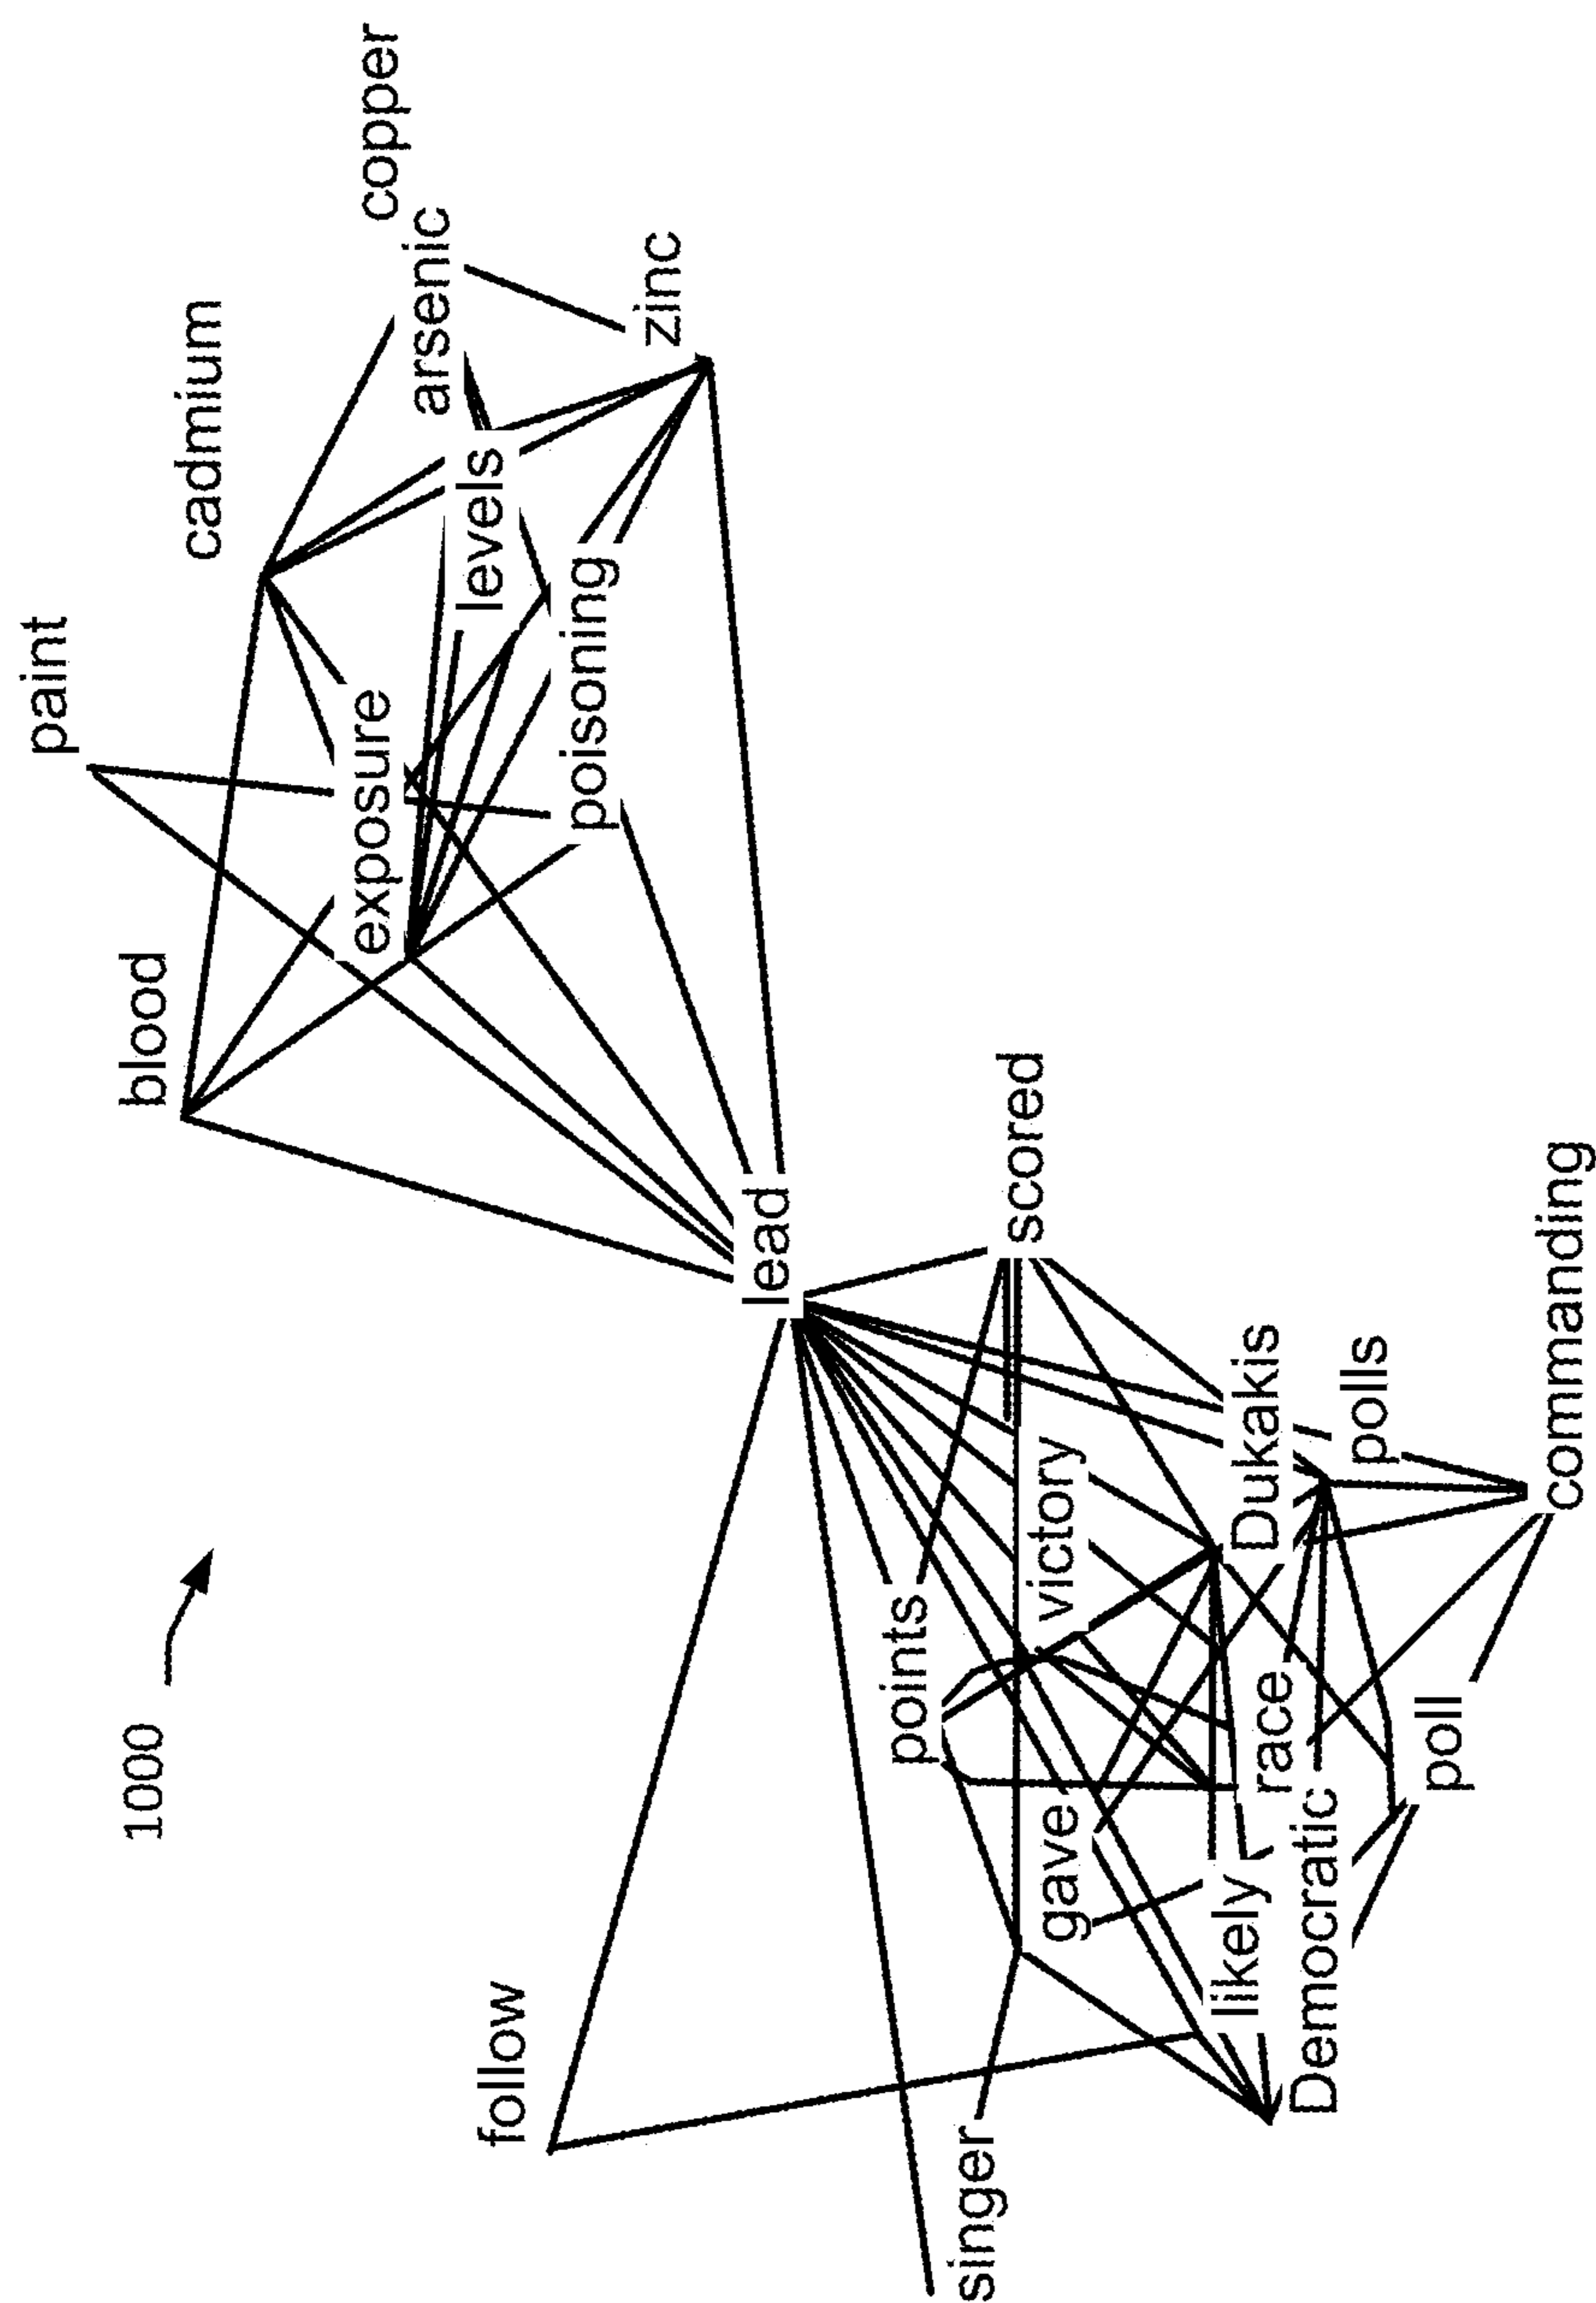 1000
follow
singer
blood
paint
cadmium
copper
arsenic
exposure
levels
poisoning
zinc
lead
scored
points
victory
gave
likely
race
Dukakis
Democratic
polls
poll
commanding